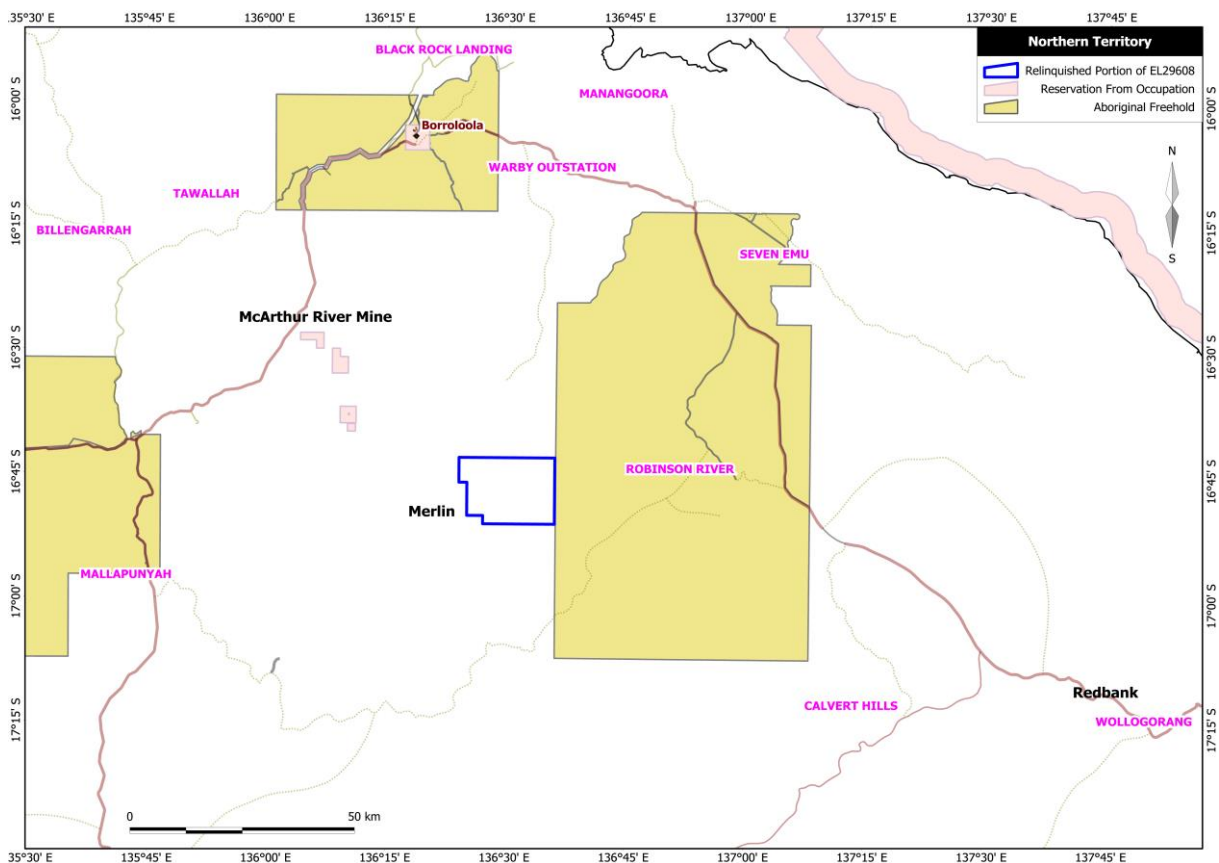 35°30' E 135°45' E 136°00' E 136°15' E 136°30' E 136°45' E 137°00' E 137°15' E 137°30' E 137°45' E
Northern Territory
Relinquished Portion of EL29608
Reservation From Occupation
Aboriginal Freehold
BLACK ROCK LANDING
MANANGOORA
16°00' S
16°00' S
Borroloola
N
S
WARBY OUTSTATION
TAWALLAH
16°15' S
16°15' S
BILLENGARRAH
SEVEN EMU
McArthur River Mine
16°30' S
16°30' S
ROBINSON RIVER
16°45' S
16°45' S
Merlin
MALLAPUNYAH
17°00' S
17°00' S
Redbank
CALVERT HILLS
WOLLOGORANG
17°15' S
17°15' S
0 50 km
35°30' E 135°45' E 136°00' E 136°15' E 136°30' E 136°45' E 137°00' E 137°15' E 137°30' E 137°45' E